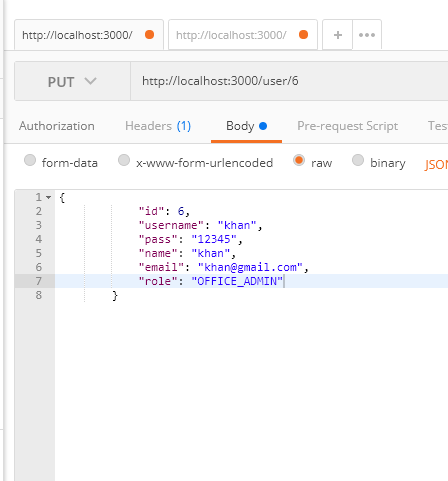 http://localhost:3000/ http://localhost:3000/ + •••
PUT http://localhost:3000/user/6
Authorization Headers (1) Body Pre-request Script
form-data x-www-form-urlencoded raw binary
1 {
2 "id": 6,
3 "username": "khan",
4 "pass": "12345",
5 "name": "khan",
6 "email": "khan@gmail.com",
7 "role": "OFFICE_ADMIN"
8 }